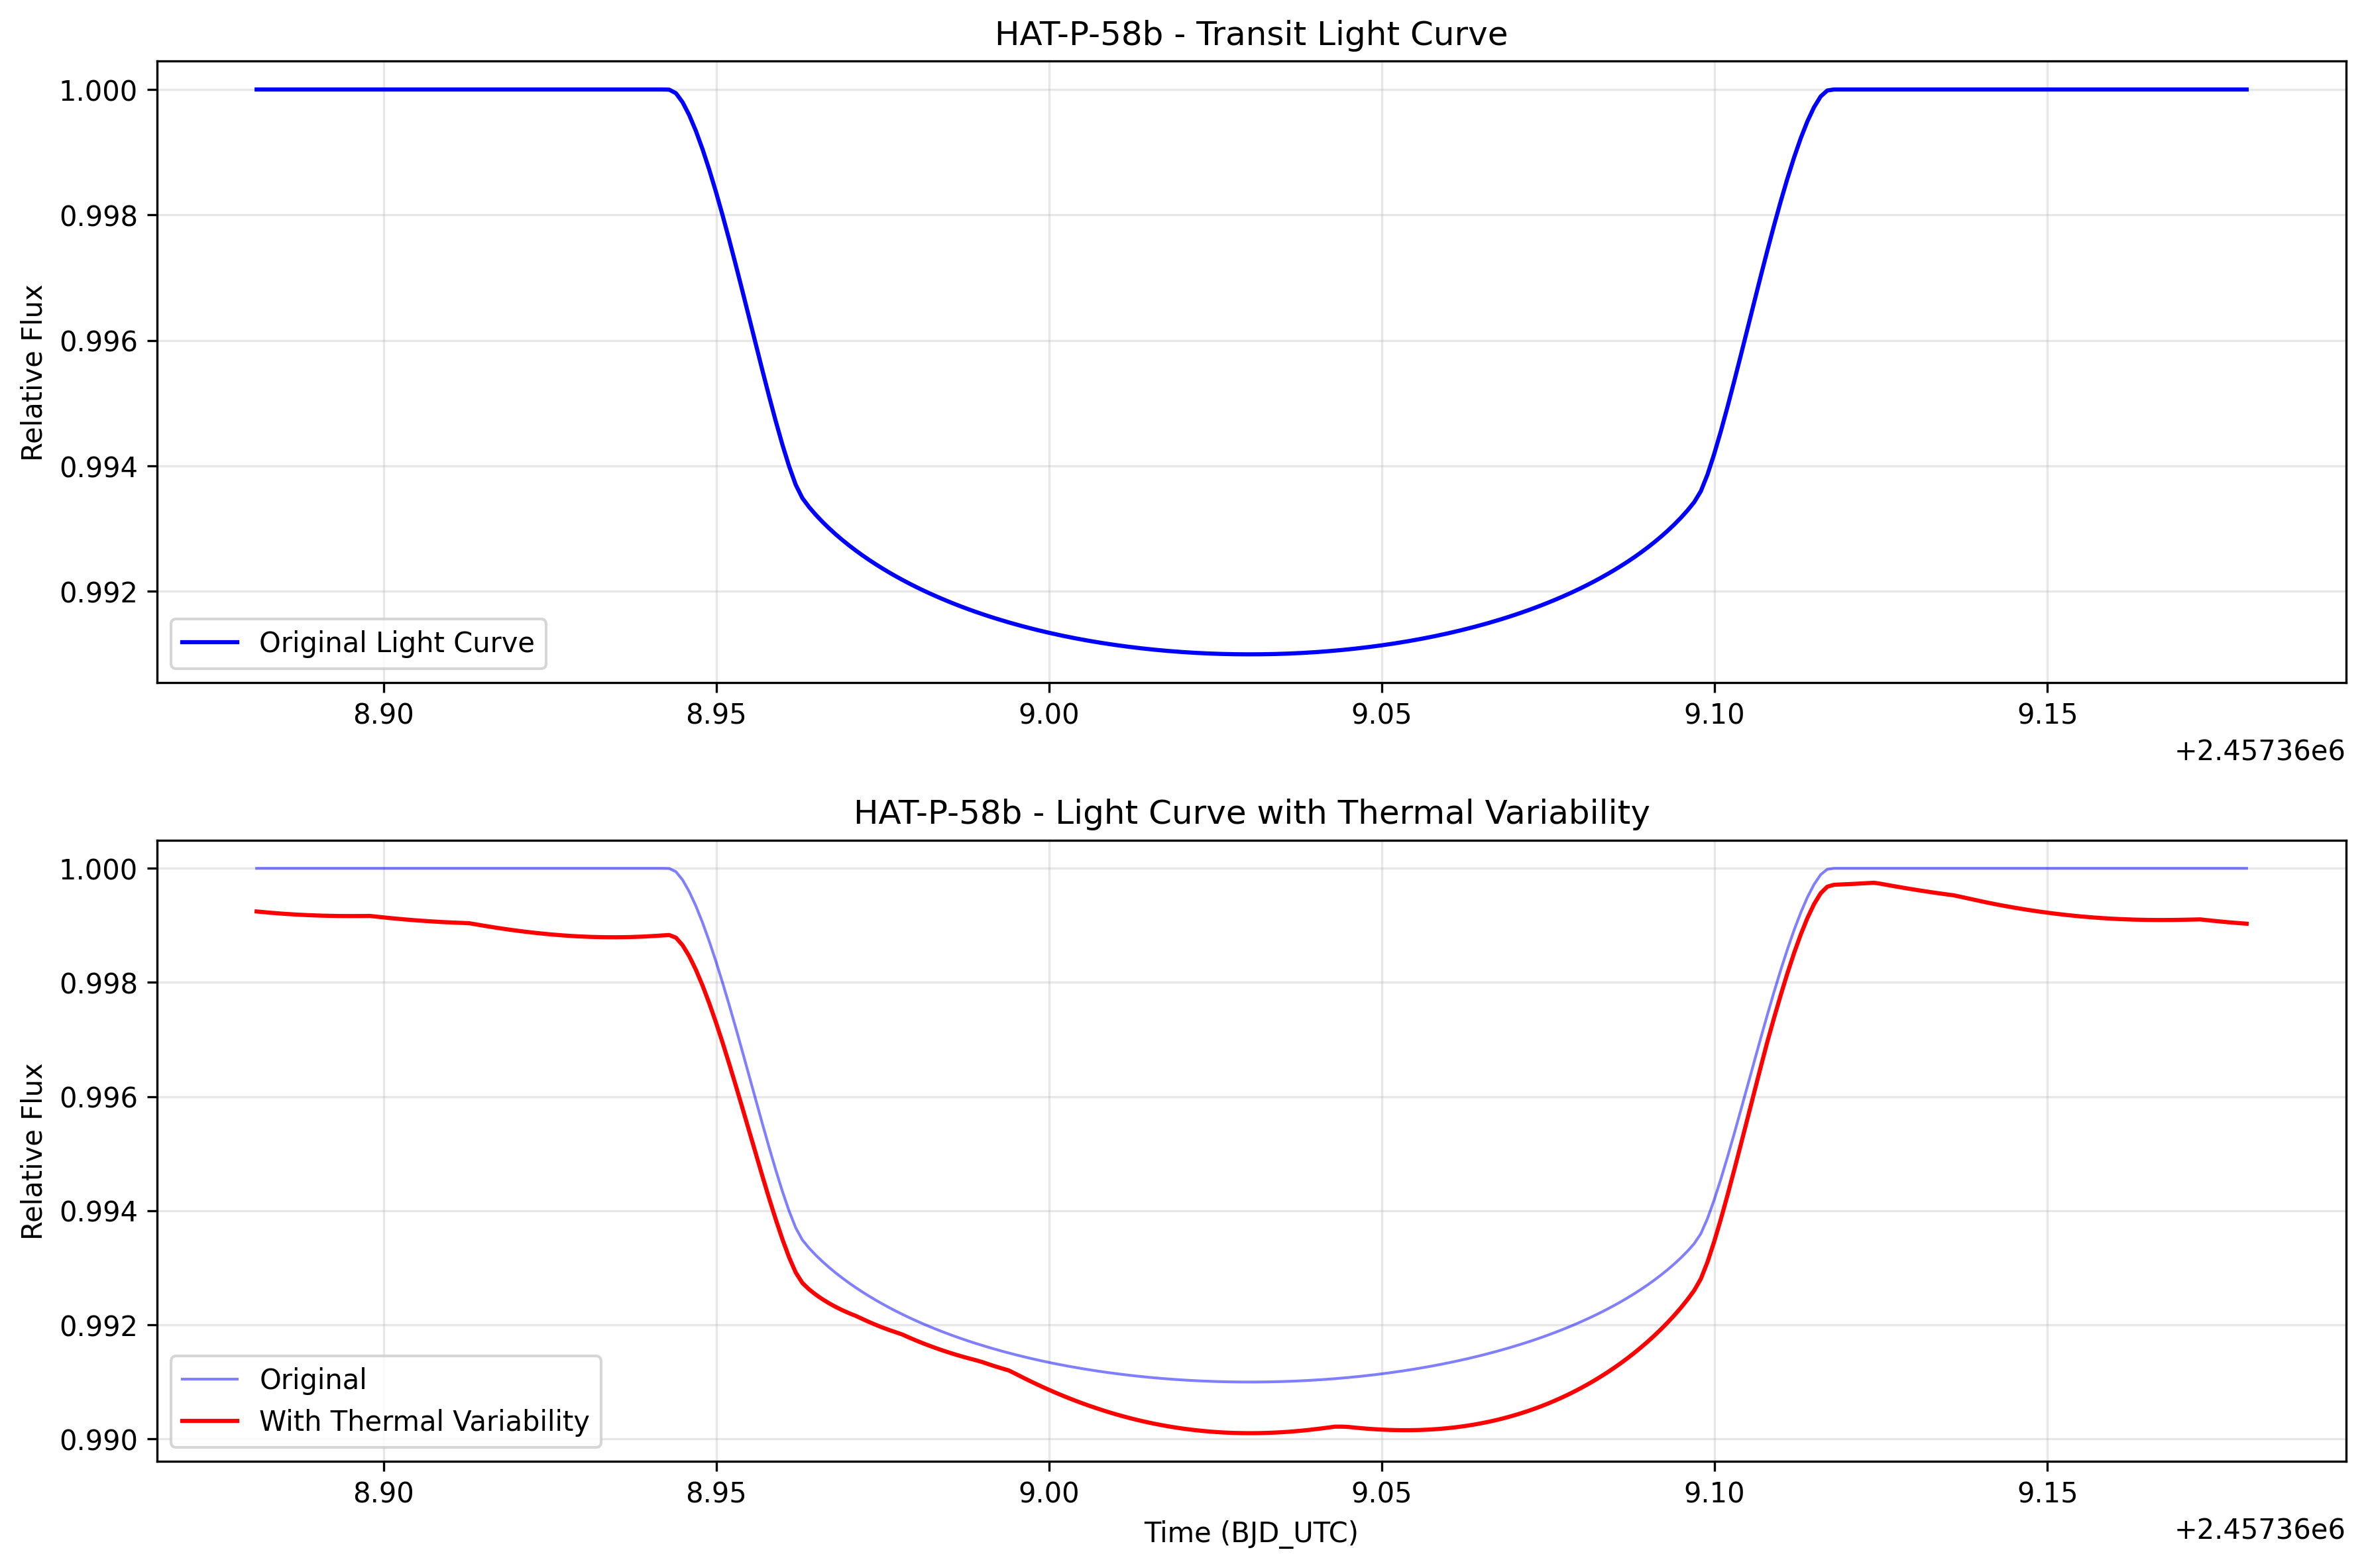 HAT-P-58b - Transit Light Curve
Relative Flux
1.000
0.998
0.996
0.994
0.992
Original Light Curve
8.90 8.95 9.00 9.05 9.10 9.15
+2.45736e6
HAT-P-58b - Light Curve with Thermal Variability
Relative Flux
1.000
0.998
0.996
0.994
0.992
0.990
Original
With Thermal Variability
8.90 8.95 9.00 9.05 9.10 9.15
Time (BJD_UTC)
+2.45736e6